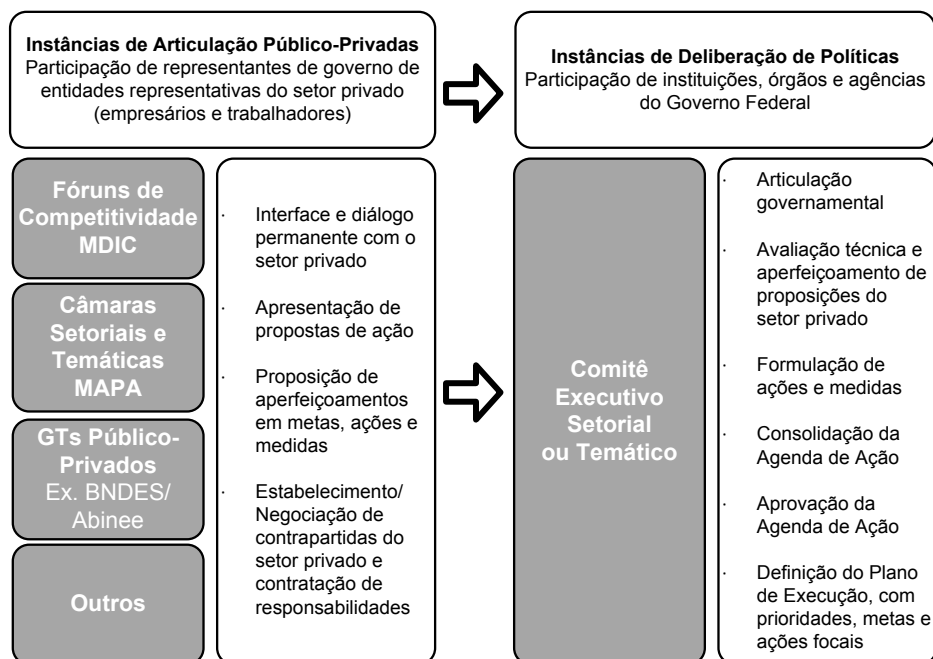 Instâncias de Articulação Público-Privadas
Participação de representantes de governo de
entidades representativas do setor privado
(empresários e trabalhadores)
Instâncias de Deliberação de Políticas
Participação de instituições, órgãos e agências
do Governo Federal
Fóruns de
Competitividade
MDIC
Câmaras
Setoriais e
Temáticas
MAPA
GTs Público-
Privados
Ex. BNDES/
Abinee
Outros
· Interface e diálogo
permanente com o
setor privado
· Apresentação de
propostas de ação
· Proposição de
aperfeiçoamentos
em metas, ações e
medidas
· Estabelecimento/
Negociação de
contrapartidas do
setor privado e
contratação de
responsabilidades
Comitê
Executivo
Setorial
ou Temático
· Articulação
governamental
· Avaliação técnica e
aperfeiçoamento de
proposições do
setor privado
· Formulação de
ações e medidas
· Consolidação da
Agenda de Ação
· Aprovação da
Agenda de Ação
· Definição do Plano
de Execução, com
prioridades, metas e
ações focais